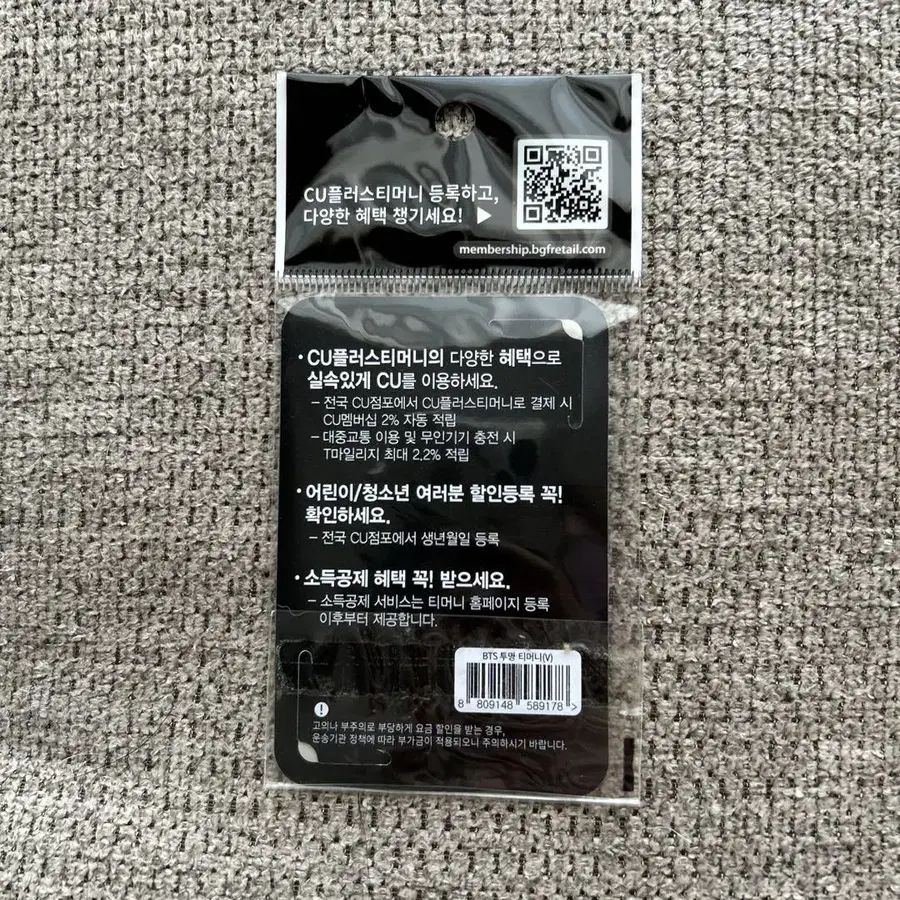 CU플러스티머니 등록하고,
다양한 혜택 챙기세요! ▶
membership.bgfretail.com
· CU플러스티머니의 다양한 혜택으로
실속있게 CU를 이용하세요.
– 전국 CU점포에서 CU플러스티머니로 결제 시
CU멤버십 2% 자동 적립
– 대중교통 이용 및 무인기기 충전 시
T마일리지 최대 2.2% 적립
· 어린이/청소년 여러분 할인등록 꼭!
확인하세요.
– 전국 CU점포에서 생년월일 등록
· 소득공제 혜택 꼭! 받으세요.
– 소득공제 서비스는 티머니 홈페이지 등록
이후부터 제공합니다.
BTS 투명 티머니(V)
8 809148 589178 >
!
고의나 부주의로 부당하게 요금 할인을 받는 경우,
운송기관 정책에 따라 부가금이 적용되오니 주의하시기 바랍니다.